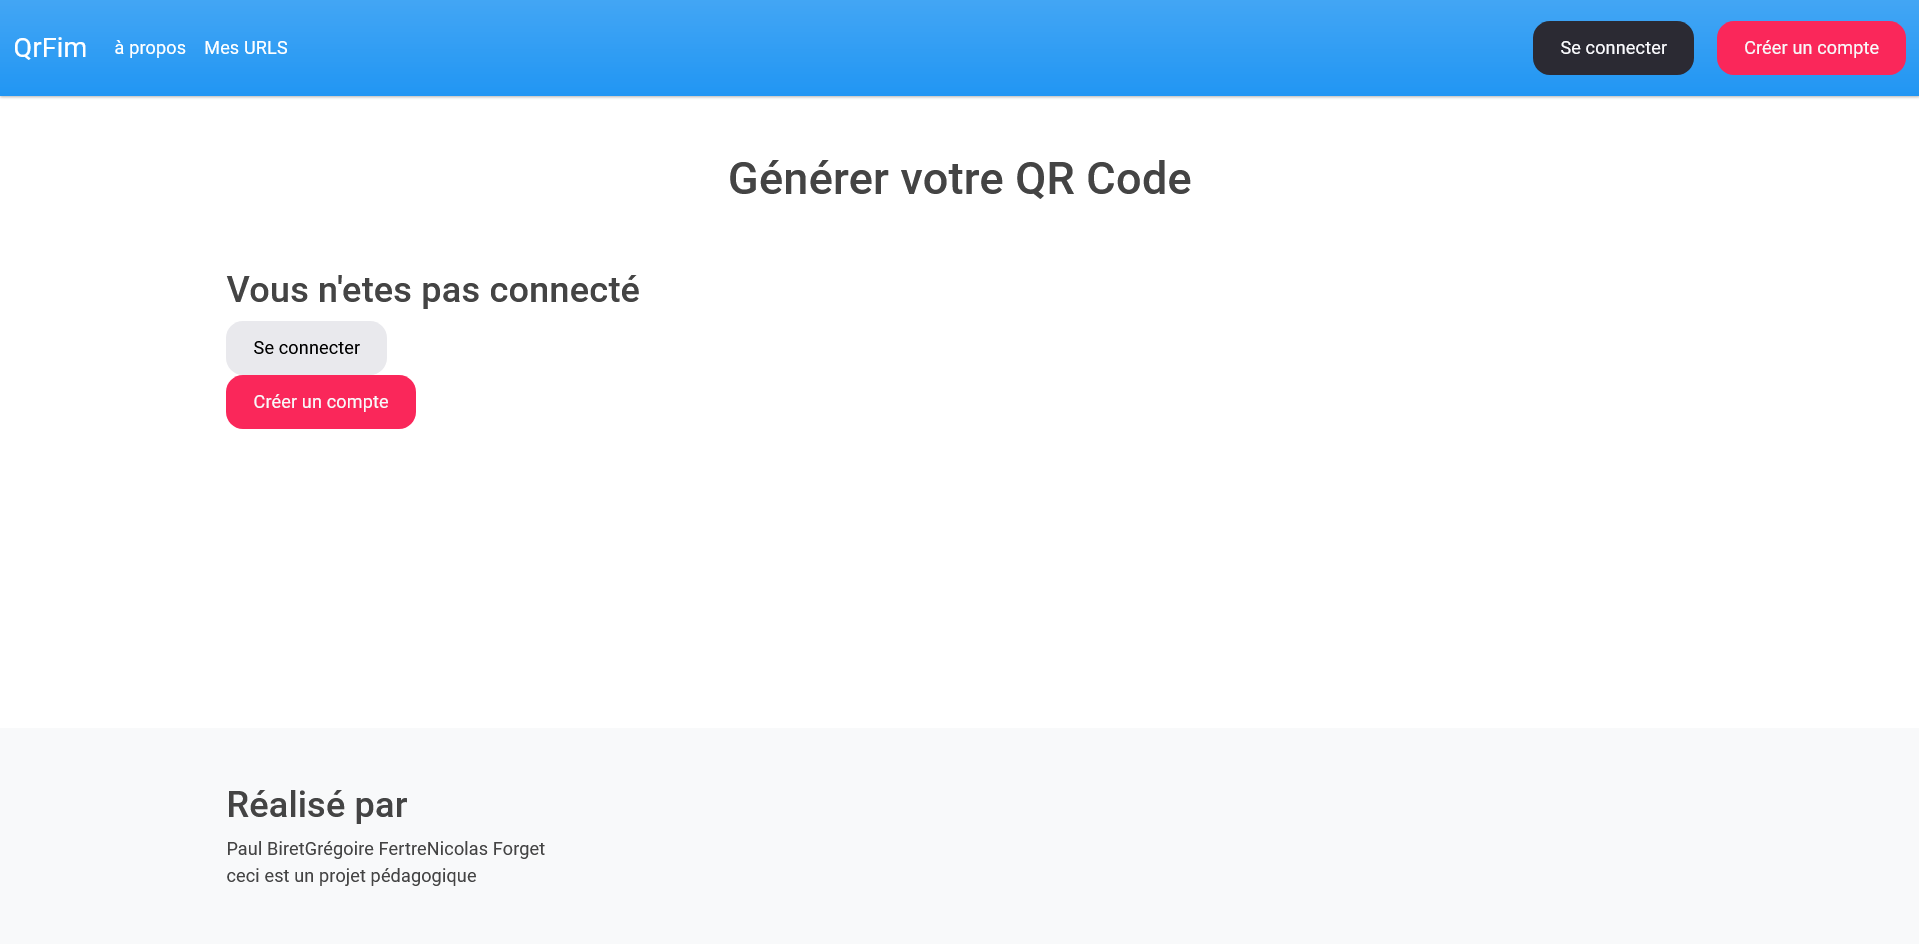 QrFim à propos Mes URLS Se connecter Créer un compte
Générer votre QR Code
Vous n'etes pas connecté
Se connecter
Créer un compte
Réalisé par
Paul BiretGrégoire FertreNicolas Forget
ceci est un projet pédagogique